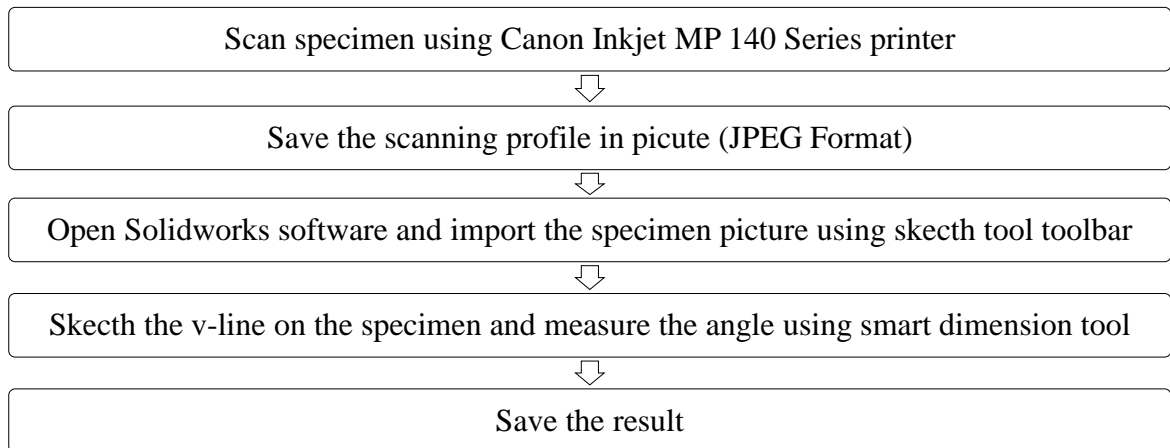 Scan specimen using Canon Inkjet MP 140 Series printer
Save the scanning profile in picute (JPEG Format)
Open Solidworks software and import the specimen picture using skecth tool toolbar
Skecth the v-line on the specimen and measure the angle using smart dimension tool
Save the result